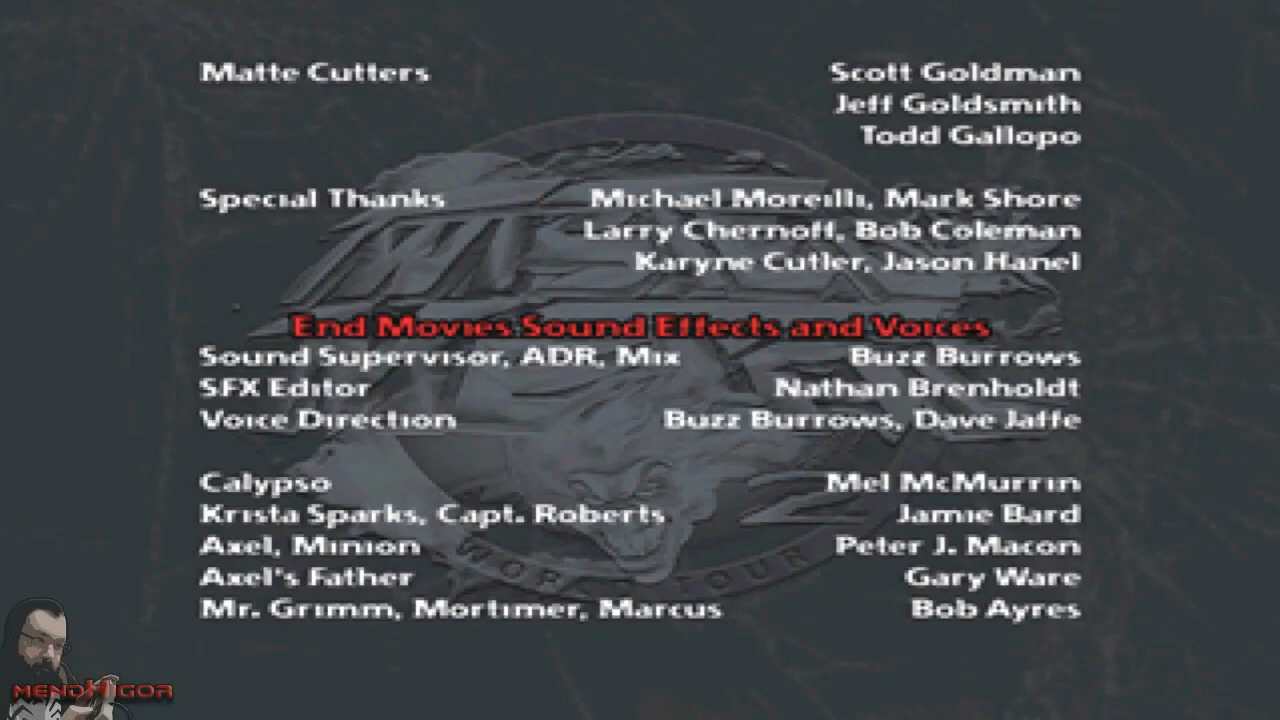 Matte Cutters Scott Goldman
Jeff Goldsmith
Todd Gallopo
Special Thanks Michael Moreilli, Mark Shore
Larry Chernoff, Bob Coleman
Karyne Cutler, Jason Hanel
End Movies Sound Effects and Voices
Sound Supervisor, ADR, Mix Buzz Burrows
SFX Editor Nathan Brenholdt
Voice Direction Buzz Burrows, Dave Jaffe
Calypso Mel McMurrin
Krista Sparks, Capt. Roberts Jamie Bard
Axel, Minion Peter J. Macon
Axel's Father Gary Ware
Mr. Grimm, Mortimer, Marcus Bob Ayres
WORLD TOUR
MENDHIGOR